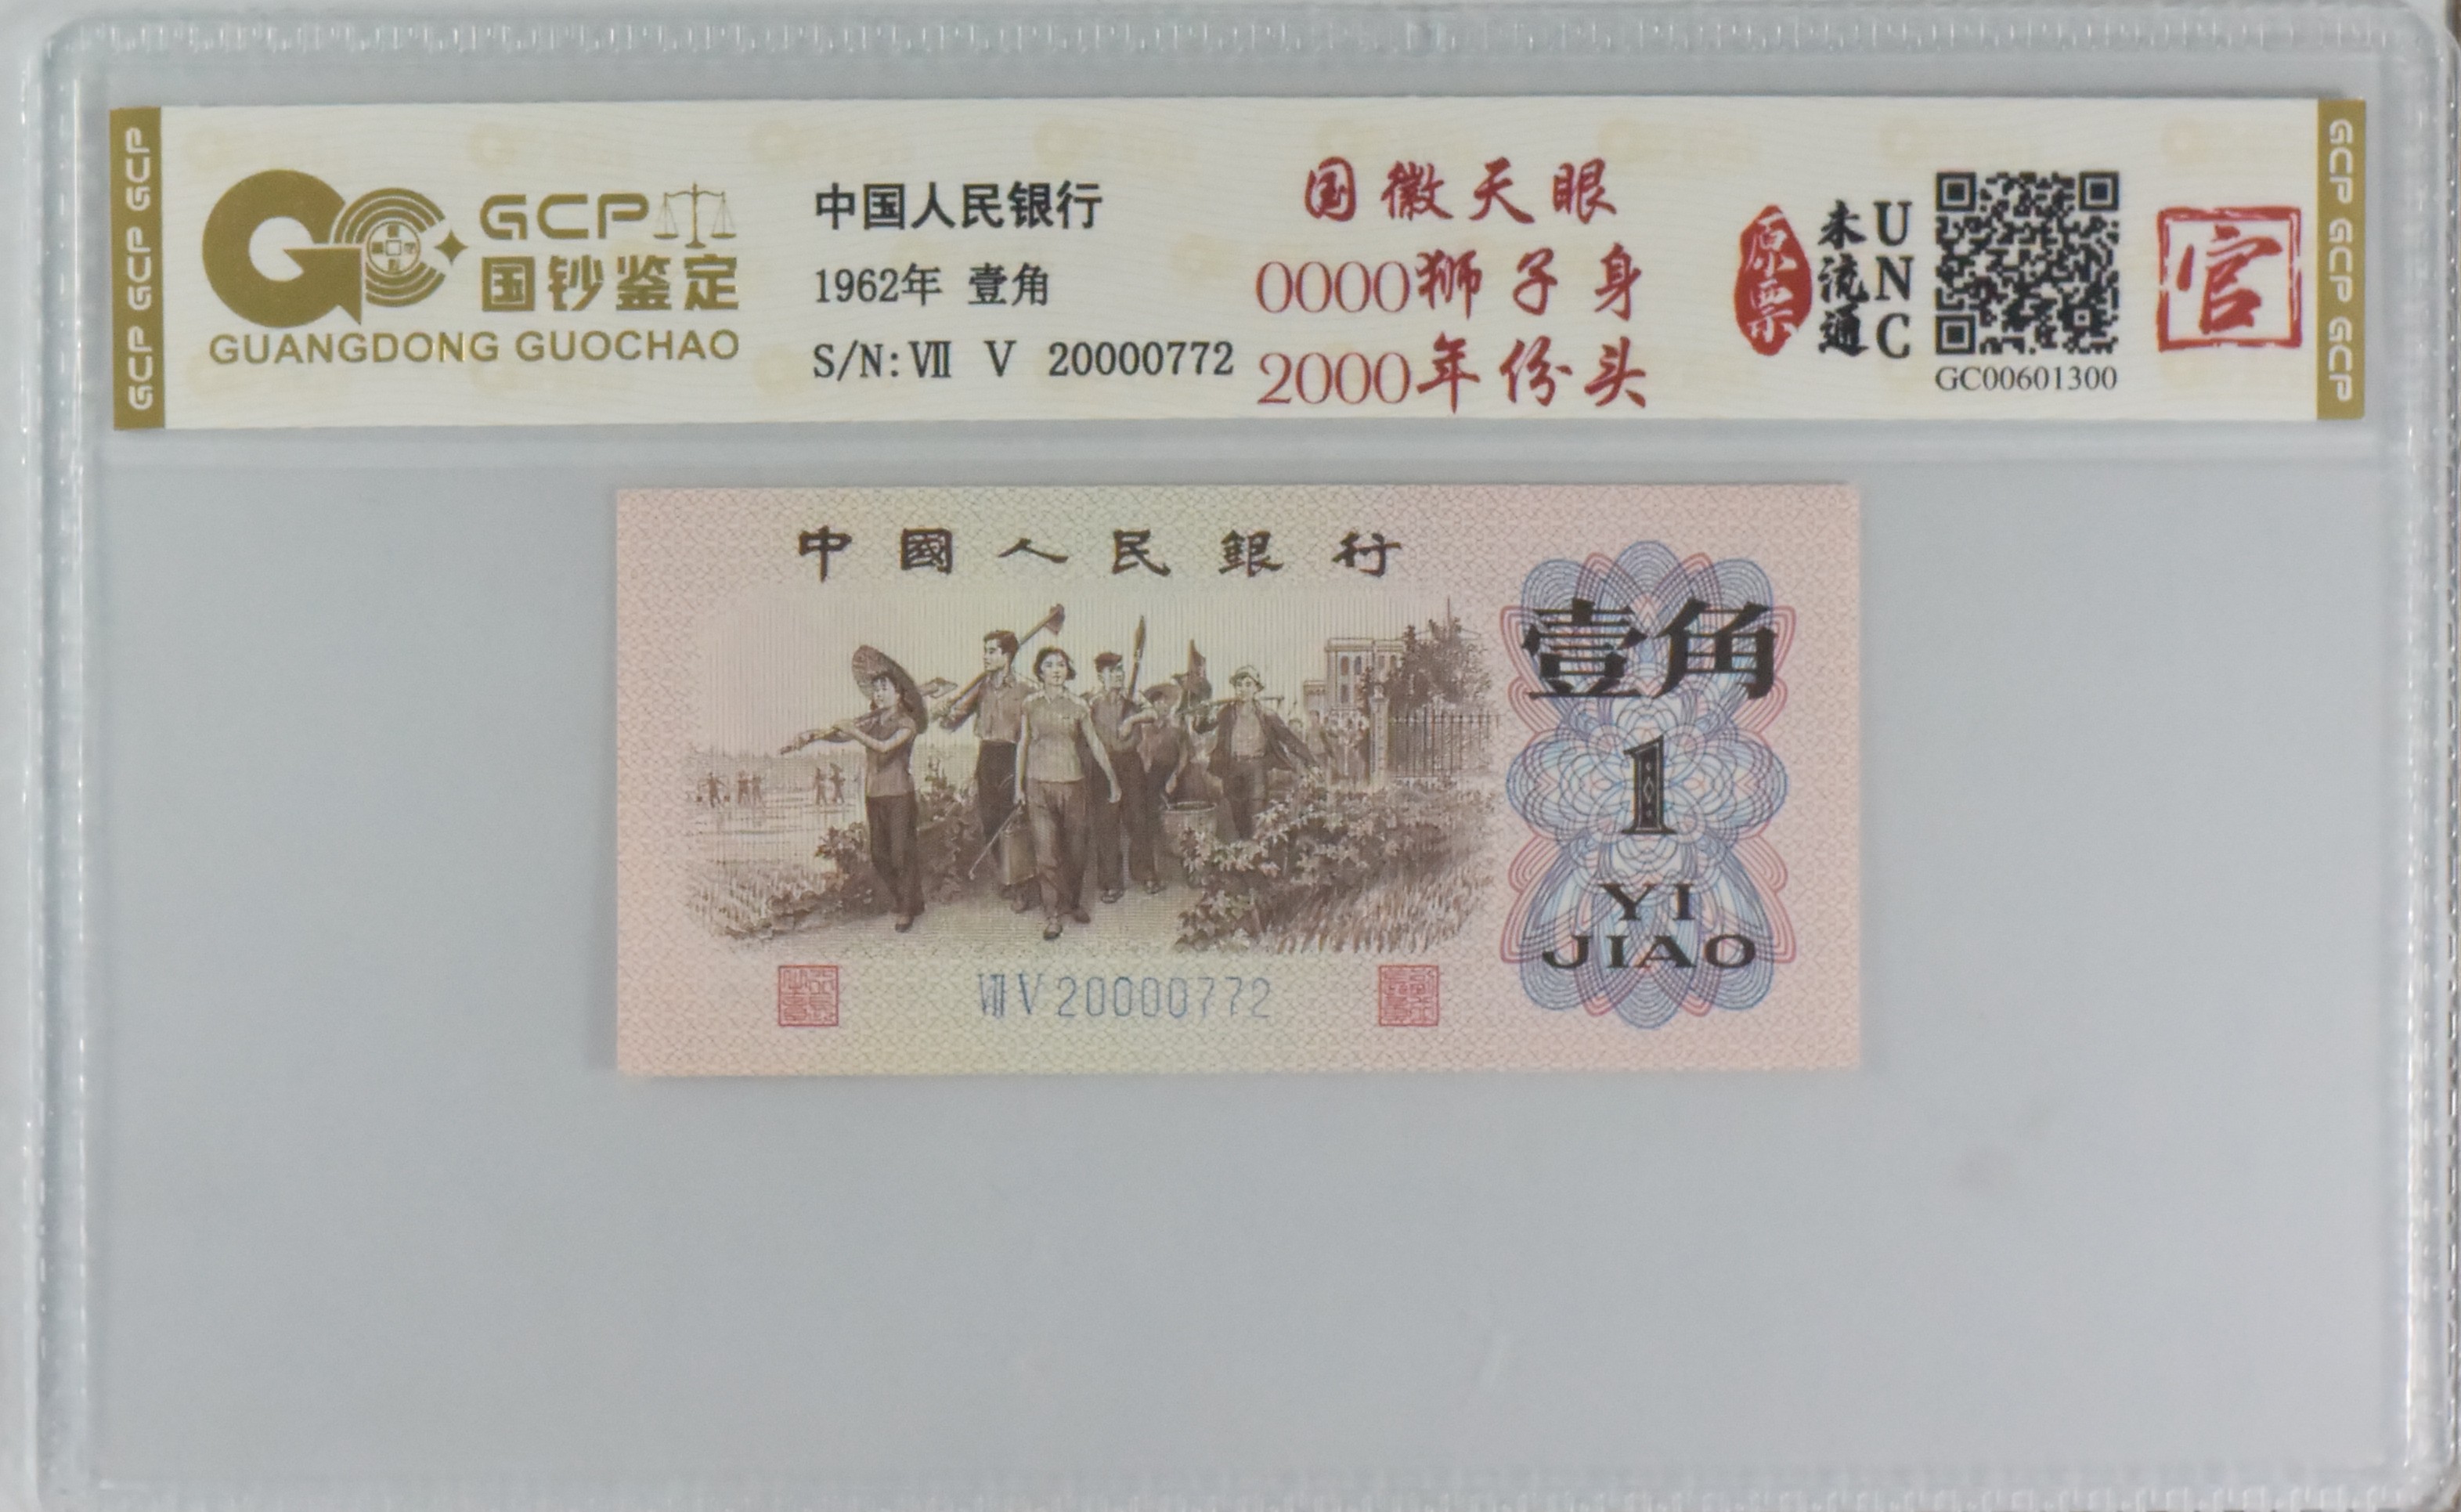 GCP GCP GCP
GCP
国钞鉴定
GUANGDONG GUOCHAO
中国人民银行
1962年 壹角
S/N: Ⅶ Ⅴ 20000772
国徽天眼
0000狮子身
2000年份头
原票
未流通
UNC
GC00601300
官
GCP GCP GCP
中國人民銀行
壹角
1
YI
JIAO
Ⅶ Ⅴ 20000772